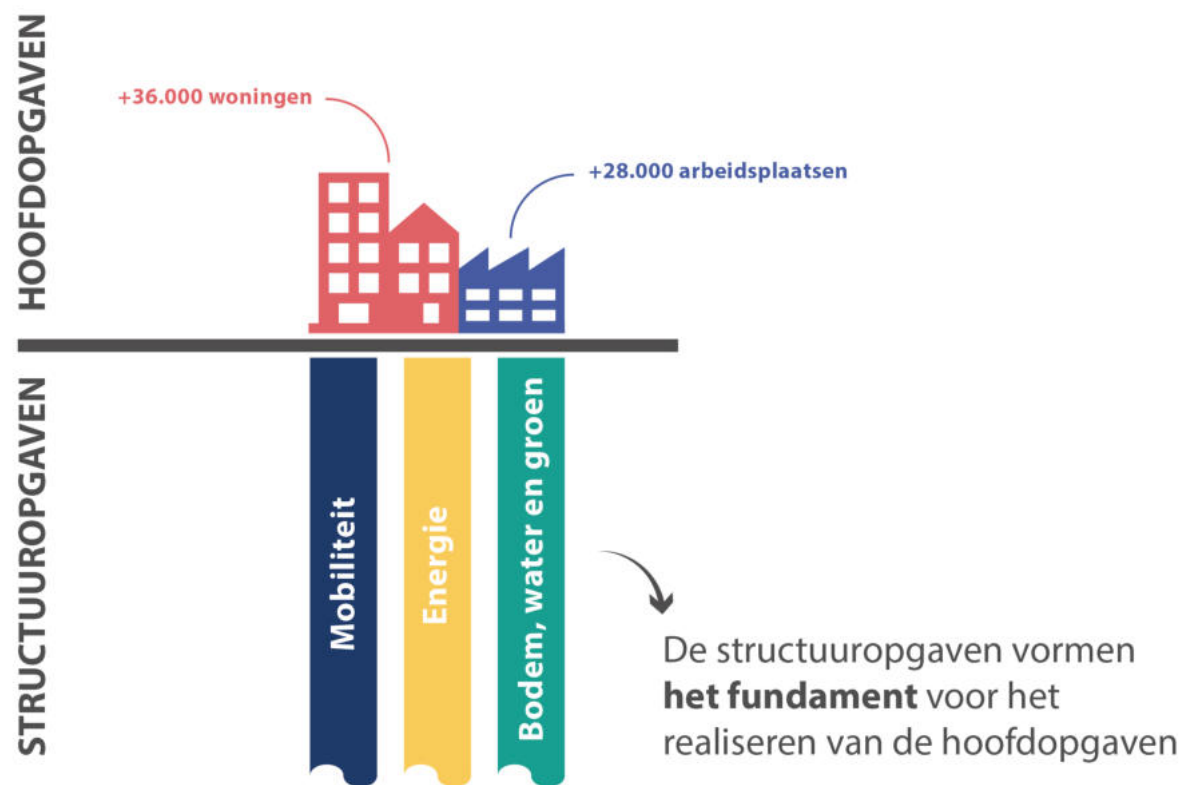 HOOFDOPGAVEN
+36.000 woningen
+28.000 arbeidsplaatsen
STRUCTUUROPGAVEN
Mobiliteit
Energie
Bodem, water en groen
De structuuropgaven vormen
het fundament voor het
realiseren van de hoofdopgaven